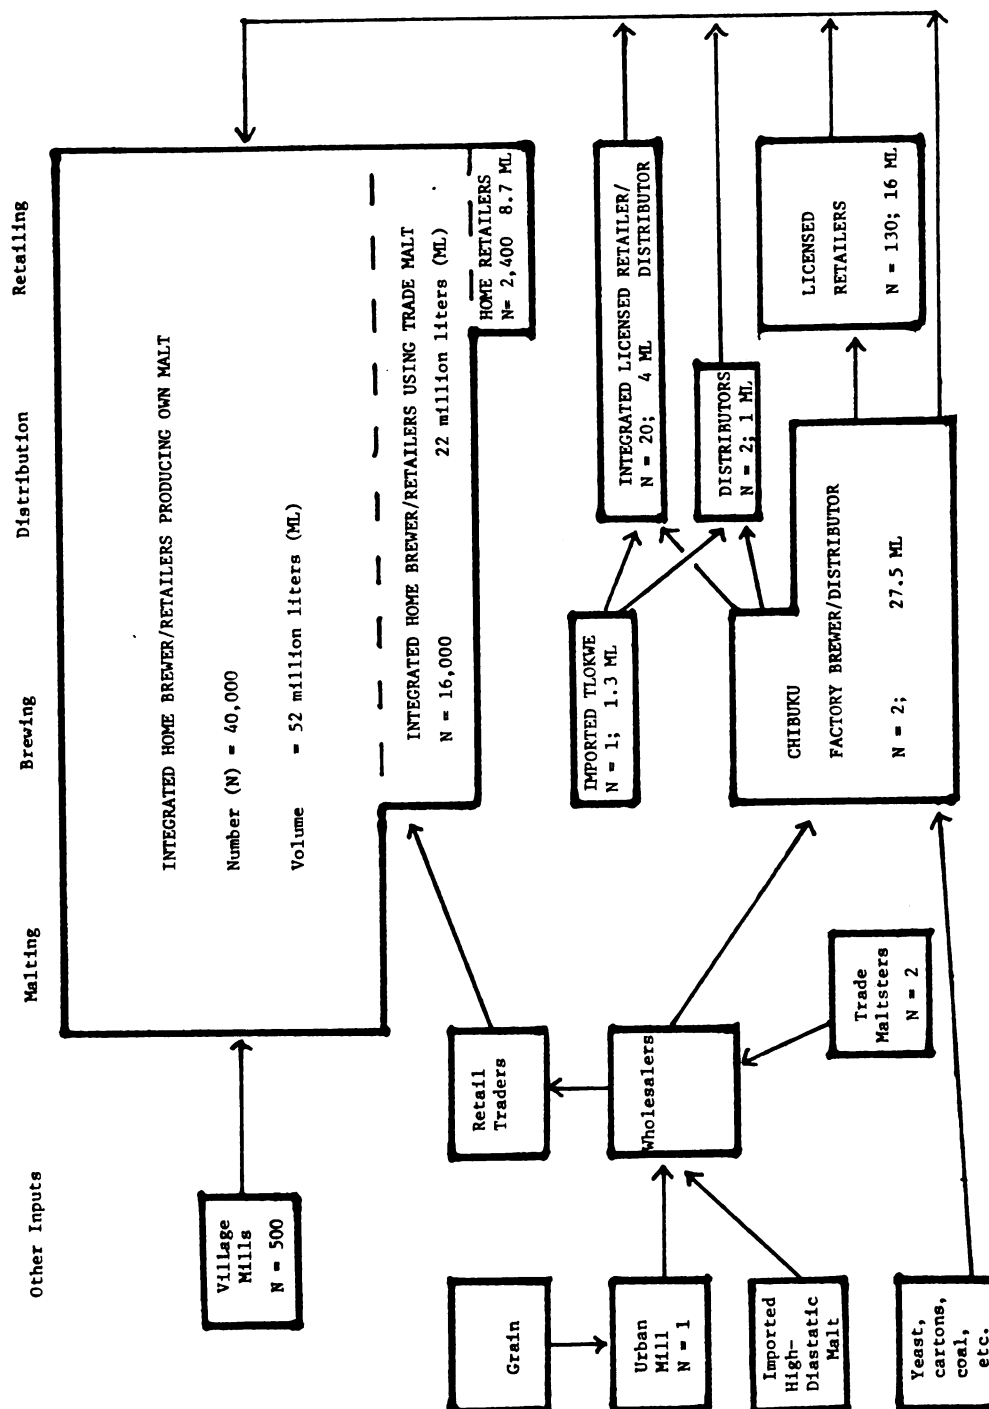 Other Inputs
Malting
Brewing
Distribution
Retailing
INTEGRATED HOME BREWER/RETAILERS PRODUCING OWN MALT
Number (N) = 40,000
Volume = 52 million liters (ML)
INTEGRATED HOME BREWER/RETAILERS USING TRADE MALT
N = 16,000 22 million liters (ML)
HOME RETAILERS
N= 2,400 8.7 ML
Village
Mills
N = 500
Retail
Traders
Grain
Urban
Mill
N = 1
Wholesalers
Imported
High-
Diastatic
Malt
Trade
Maltsters
N = 2
Yeast,
cartons,
coal,
etc.
IMPORTED TLOKWE
N = 1; 1.3 ML
INTEGRATED LICENSED RETAILER/
N = 20; 4 ML DISTRIBUTOR
DISTRIBUTORS
N = 2; 1 ML
CHIBUKU
FACTORY BREWER/DISTRIBUTOR
N = 2; 27.5 ML
LICENSED
RETAILERS
N = 130; 16 ML